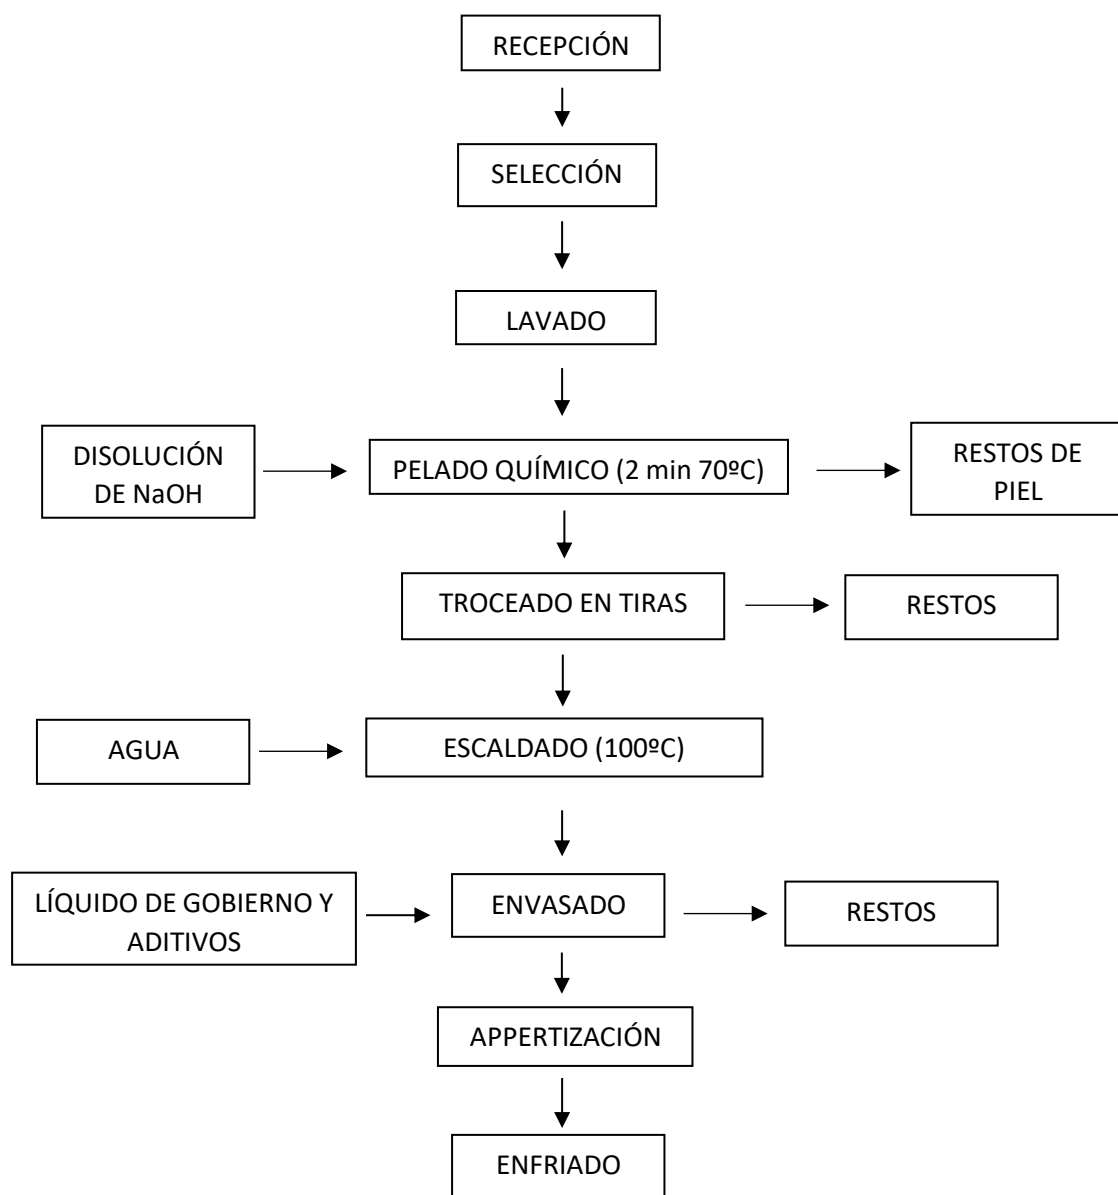 RECEPCIÓN
SELECCIÓN
LAVADO
DISOLUCIÓN
DE NaOH
PELADO QUÍMICO (2 min 70ºC)
RESTOS DE
PIEL
TROCEADO EN TIRAS
RESTOS
AGUA
ESCALDADO (100ºC)
LÍQUIDO DE GOBIERNO Y
ADITIVOS
ENVASADO
RESTOS
APPERTIZACIÓN
ENFRIADO